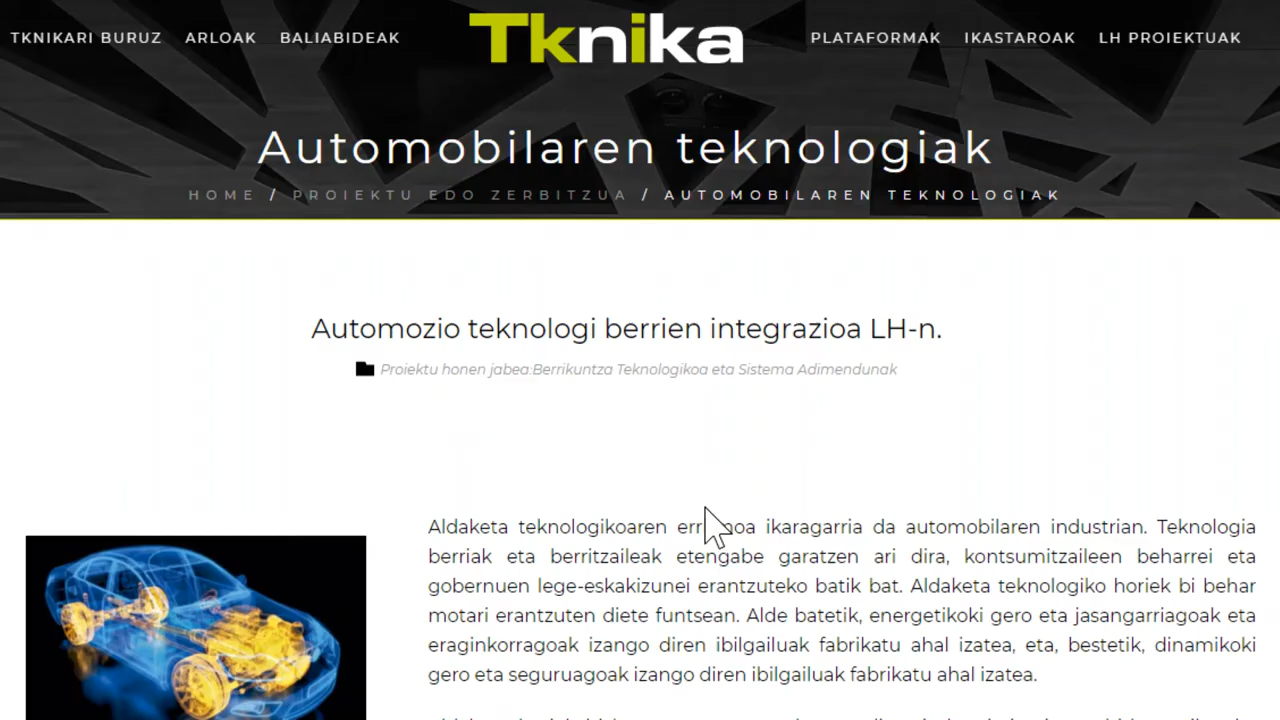 TKNIKARI BURUZ ARLOAK BALIABIDEAK Tknika PLATAFORMAK IKASTAROAK LH PROIEKTUAK
Automobilaren teknologiak
HOME / PROIEKTU EDO ZERBITZUA / AUTOMOBILAREN TEKNOLOGIAK
Automozio teknologi berrien integrazioa LH-n.
Proiektu honen jabea:Berrikuntza Teknologikoa eta Sistema Adimendunak
Aldaketa teknologikoaren ikaragarria da automobilaren industrian. Teknologia
berriak eta berritzaileak etengabe garatzen ari dira, kontsumitzaileen beharrei eta
gobernuen lege-eskakizunei erantzuteko batik bat. Aldaketa teknologiko horiek bi behar
motari erantzuten diete funtsean. Alde batetik, energetikoki gero eta jasangarriagoak eta
eraginkorragoak izango diren ibilgailuak fabrikatu ahal izatea, eta, bestetik, dinamikoki
gero eta seguruagoak izango diren ibilgailuak fabrikatu ahal izatea.